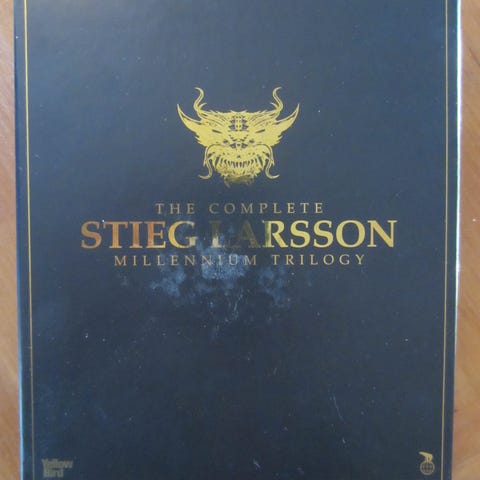 THE COMPLETE
STIEG LARSSON
MILLENNIUM TRILOGY
Yellow
Bird